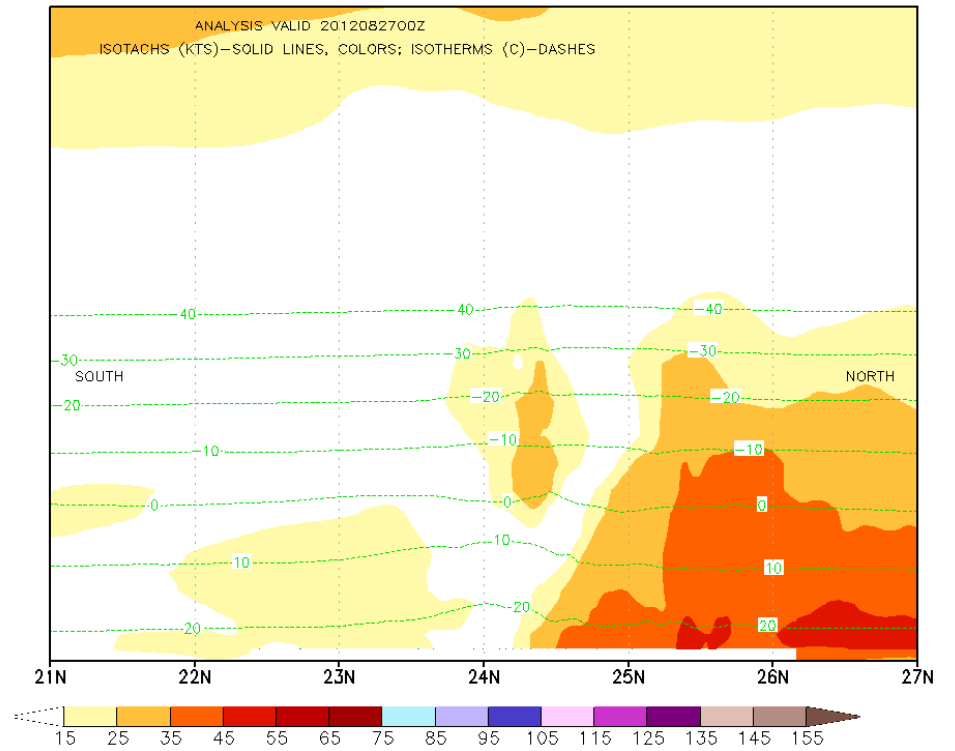 ANALYSIS VALID 2012082700Z
ISOTACHS (KTS)-SOLID LINES, COLORS; ISOTHERMS (C)-DASHES
40 40 -40
-30 30 -30
SOUTH NORTH
-20 -20 -20
-10 -10 -10
0 0 0
10 10 10
20 20 20
21N 22N 23N 24N 25N 26N 27N
15 25 35 45 55 65 75 85 95 105 115 125 135 145 155